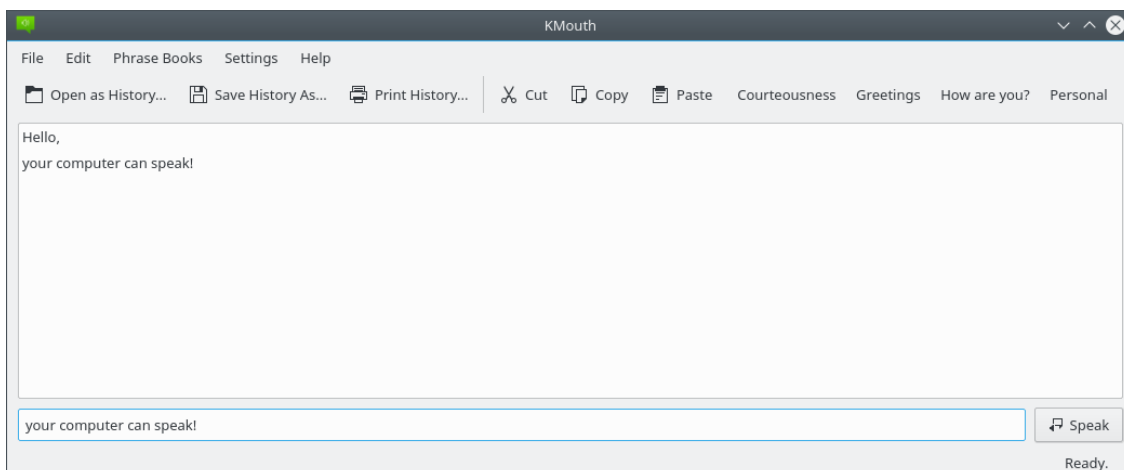 KMouth
File Edit Phrase Books Settings Help
Open as History... Save History As... Print History... Cut Copy Paste Courteousness Greetings How are you? Personal
Hello,
your computer can speak!
your computer can speak! Speak
Ready.